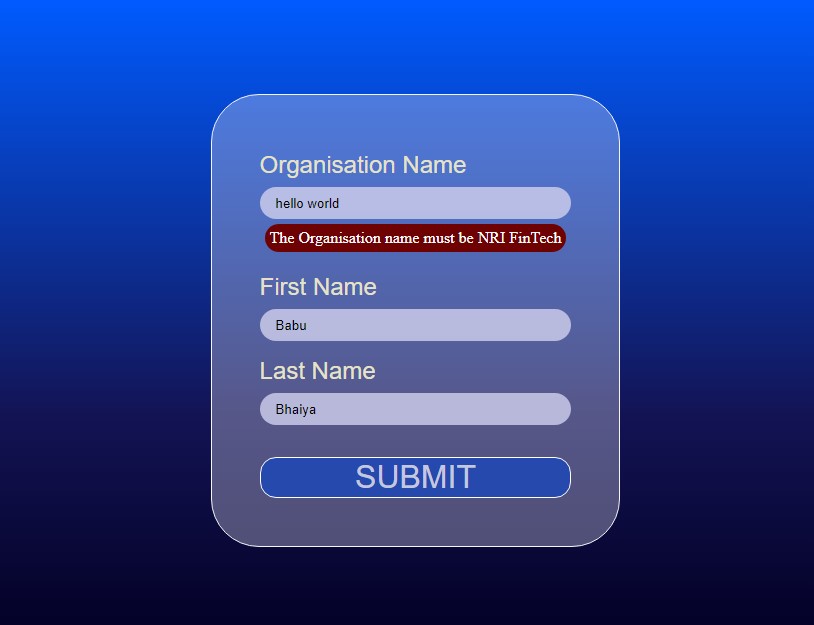 Organisation Name
hello world
The Organisation name must be NRI FinTech
First Name
Babu
Last Name
Bhaiya
SUBMIT